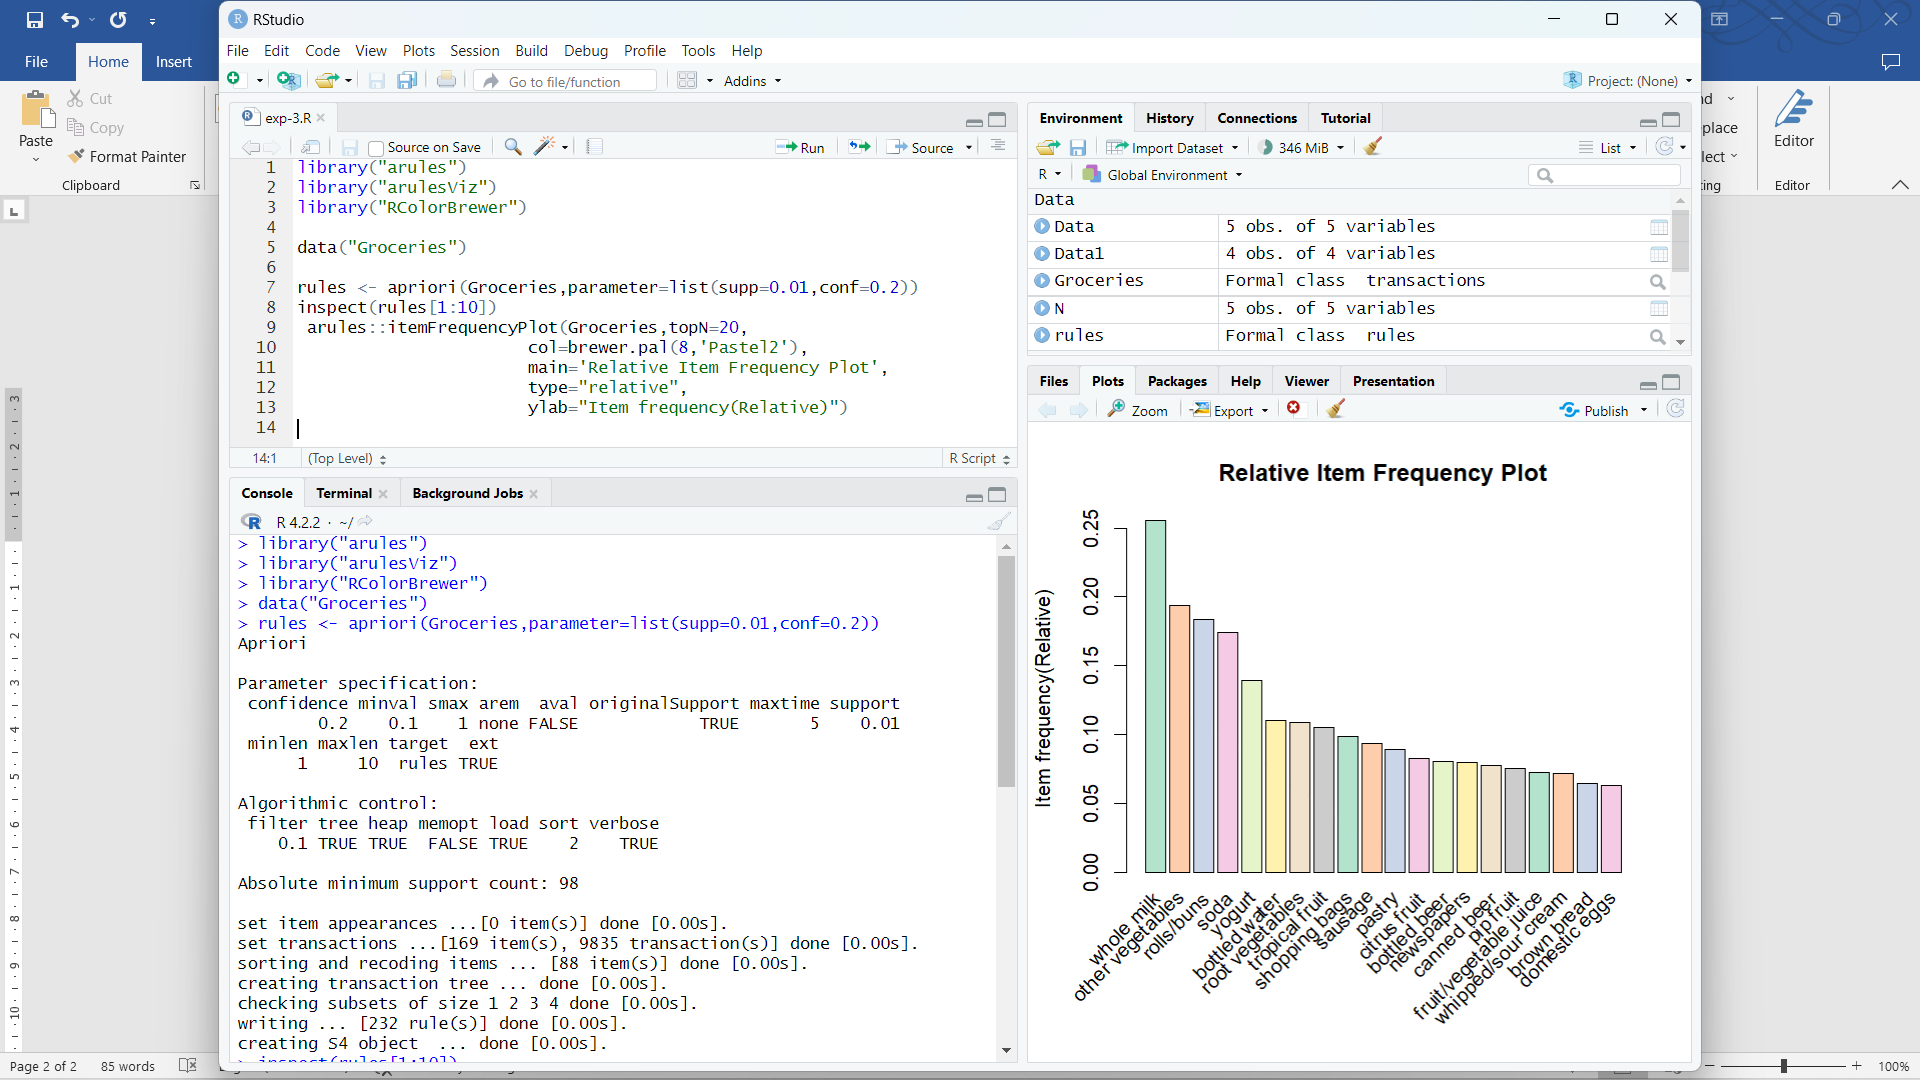 RStudio
File Home Insert
File Edit Code View Plots Session Build Debug Profile Tools Help
Go to file/function Addins Project: (None)
Cut
Copy
Paste
Format Painter
Clipboard
Editor
Editor
exp-3.R
Source on Save Run Source
1 library("arules")
2 library("arulesViz")
3 library("RColorBrewer")
4
5 data("Groceries")
6
7 rules <- apriori(Groceries,parameter=list(supp=0.01,conf=0.2))
8 inspect(rules[1:10])
9 arules::itemFrequencyPlot(Groceries,topN=20,
10 col=brewer.pal(8,'Pastel2'),
11 main='Relative Item Frequency Plot',
12 type="relative",
13 ylab="Item frequency(Relative)")
14
14:1 (Top Level) R Script
Console Terminal Background Jobs
R 4.2.2 · ~/
> library("arules")
> library("arulesViz")
> library("RColorBrewer")
> data("Groceries")
> rules <- apriori(Groceries,parameter=list(supp=0.01,conf=0.2))
Apriori
Parameter specification:
confidence minval smax arem aval originalSupport maxtime support
0.2 0.1 1 none FALSE TRUE 5 0.01
minlen maxlen target ext
1 10 rules TRUE
Algorithmic control:
filter tree heap memopt load sort verbose
0.1 TRUE TRUE FALSE TRUE 2 TRUE
Absolute minimum support count: 98
set item appearances ...[0 item(s)] done [0.00s].
set transactions ...[169 item(s), 9835 transaction(s)] done [0.00s].
sorting and recoding items ... [88 item(s)] done [0.00s].
creating transaction tree ... done [0.00s].
checking subsets of size 1 2 3 4 done [0.00s].
writing ... [232 rule(s)] done [0.00s].
creating S4 object ... done [0.00s].
> inspect(rules[1:10])
Environment History Connections Tutorial
Import Dataset 346 MiB List
R Global Environment
Data
Data 5 obs. of 5 variables
Data1 4 obs. of 4 variables
Groceries Formal class transactions
N 5 obs. of 5 variables
rules Formal class rules
Files Plots Packages Help Viewer Presentation
Zoom Export Publish
Relative Item Frequency Plot
Item frequency(Relative)
0.25
0.20
0.15
0.10
0.05
0.00
whole milk
other vegetables
rolls/buns
soda
yogurt
bottled water
root vegetables
tropical fruit
shopping bags
sausage
pastry
citrus fruit
bottled beer
newspapers
canned beer
pip fruit
fruit/vegetable juice
whipped/sour cream
brown bread
domestic eggs
Page 2 of 2 85 words 100%